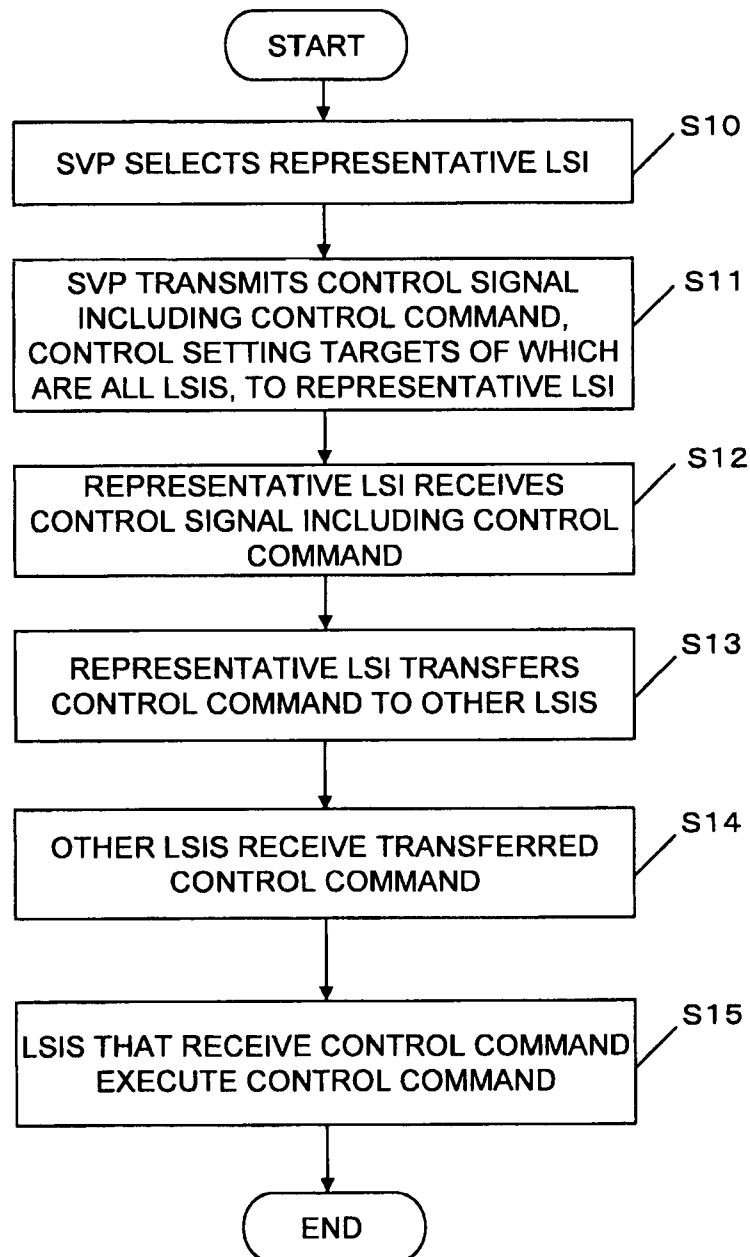 START
S10
SVP SELECTS REPRESENTATIVE LSI
S11
SVP TRANSMITS CONTROL SIGNAL
INCLUDING CONTROL COMMAND,
CONTROL SETTING TARGETS OF WHICH
ARE ALL LSIS, TO REPRESENTATIVE LSI
S12
REPRESENTATIVE LSI RECEIVES
CONTROL SIGNAL INCLUDING CONTROL
COMMAND
S13
REPRESENTATIVE LSI TRANSFERS
CONTROL COMMAND TO OTHER LSIS
S14
OTHER LSIS RECEIVE TRANSFERRED
CONTROL COMMAND
S15
LSIS THAT RECEIVE CONTROL COMMAND
EXECUTE CONTROL COMMAND
END